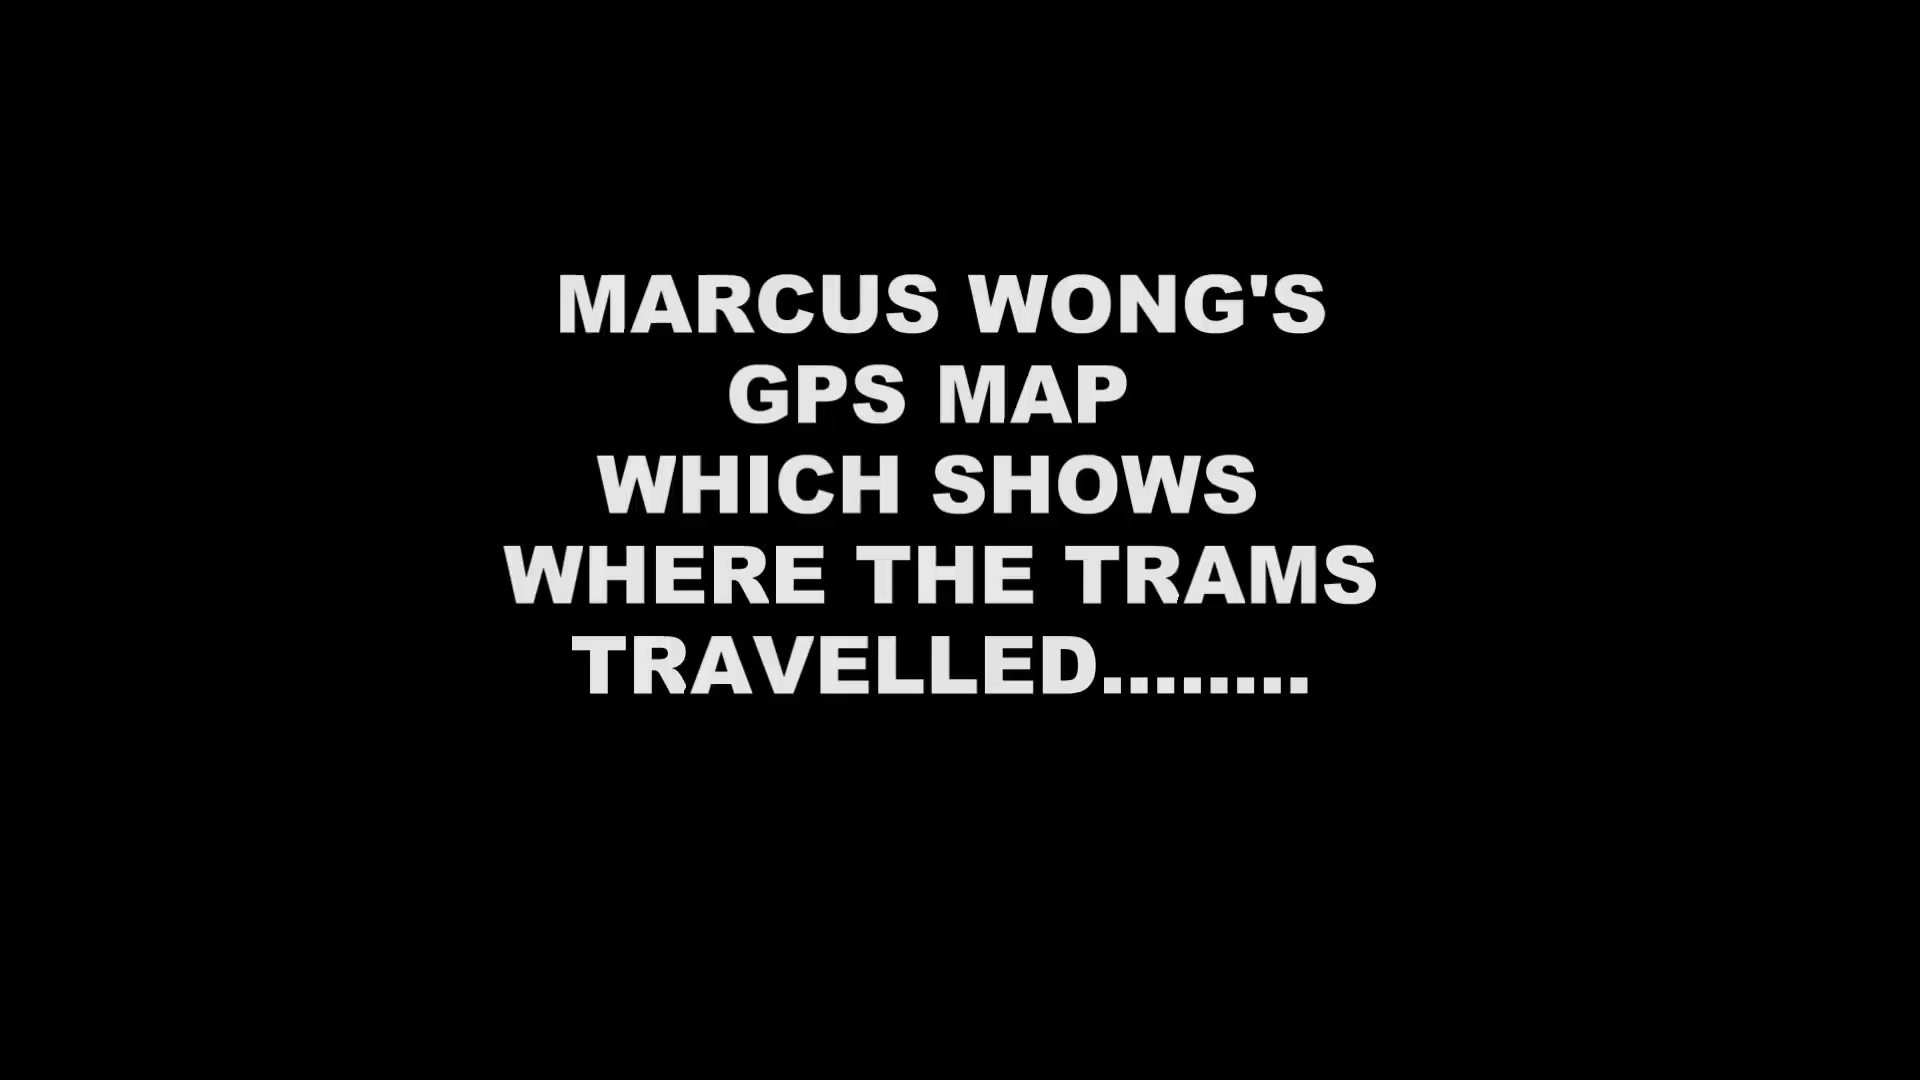 MARCUS WONG'S
GPS MAP
WHICH SHOWS
WHERE THE TRAMS
TRAVELLED........